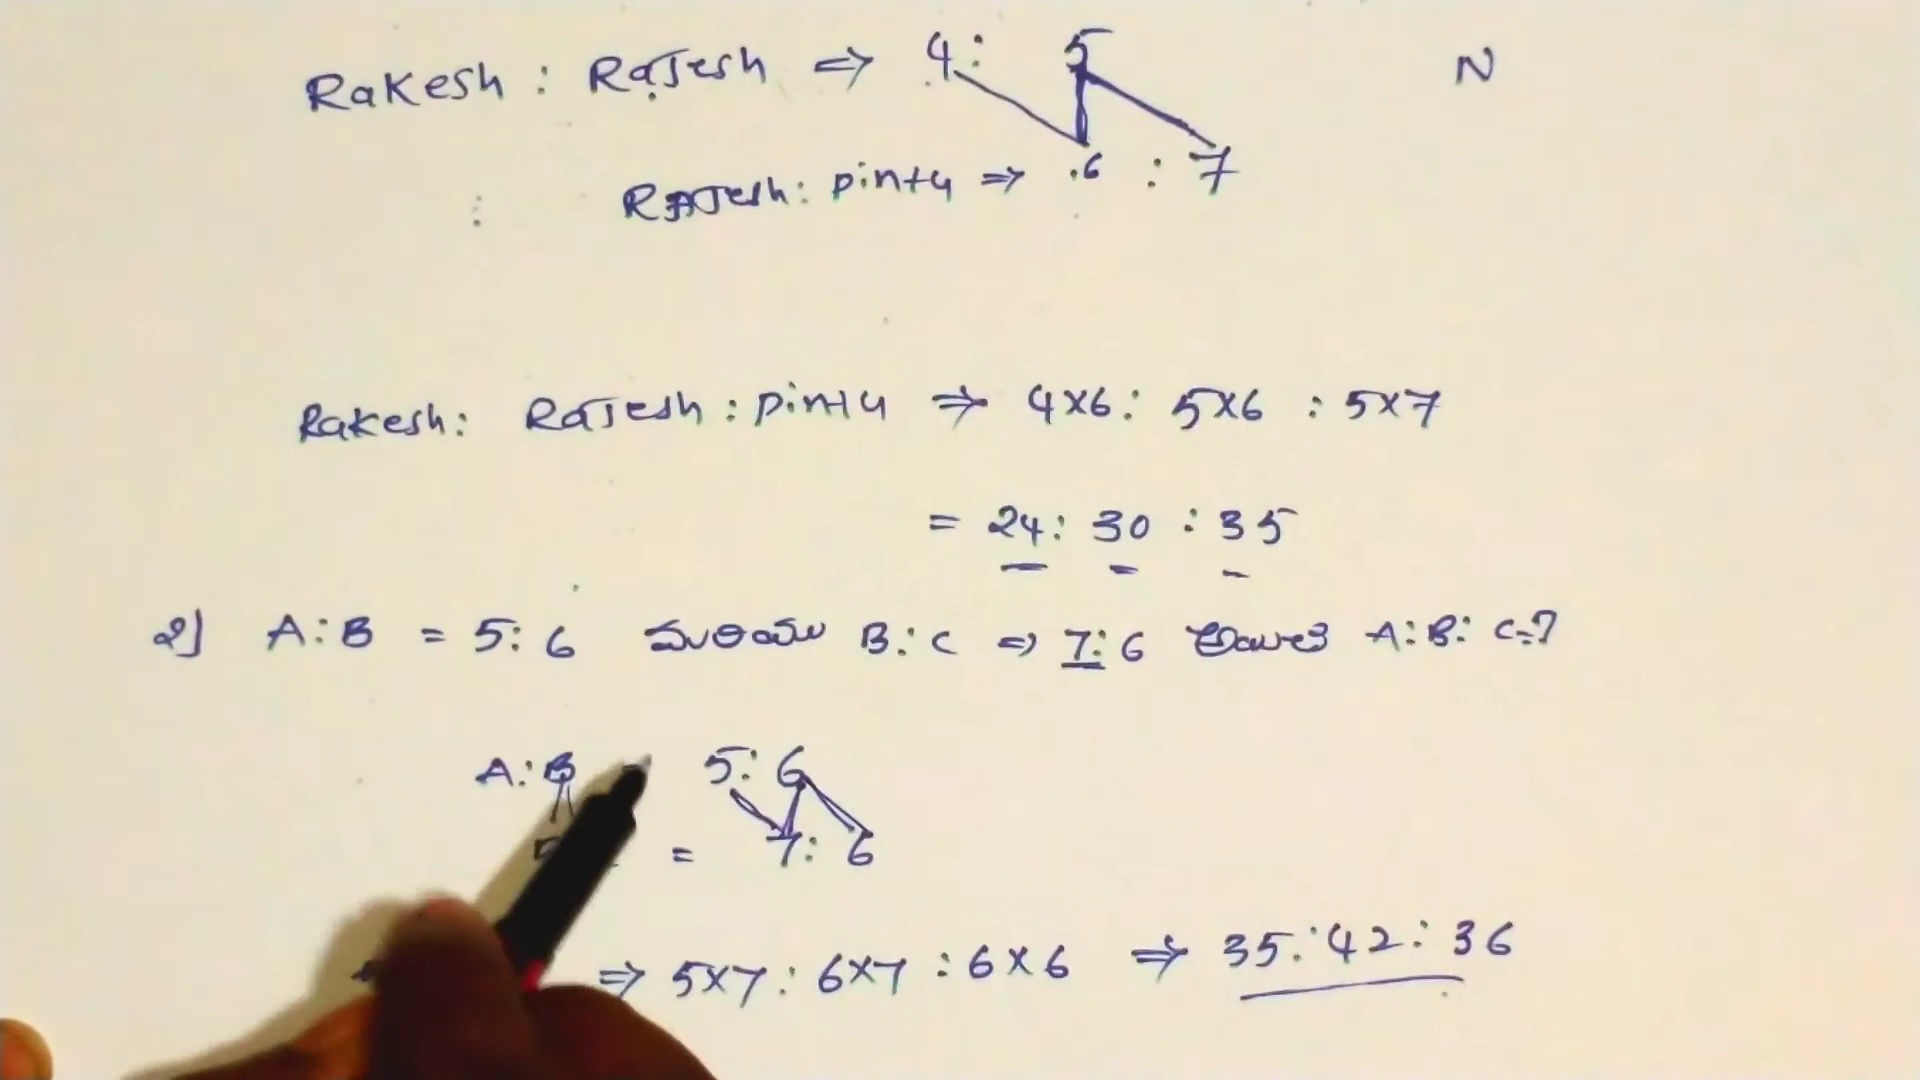 Rakesh : Rajesh ⇒ 4 : 5
N
Rajesh : pintu ⇒ 6 : 7
Rakesh : Rajesh : pintu ⇒ 4×6 : 5×6 : 5×7
= 24 : 30 : 35
2] A:B = 5:6 ಮತ್ತು B:C ⇒ 7:6 ಆದರೆ A:B:C=?
A:B 5:6
= 7:6
⇒ 5×7 : 6×7 : 6×6 ⇒ 35:42:36